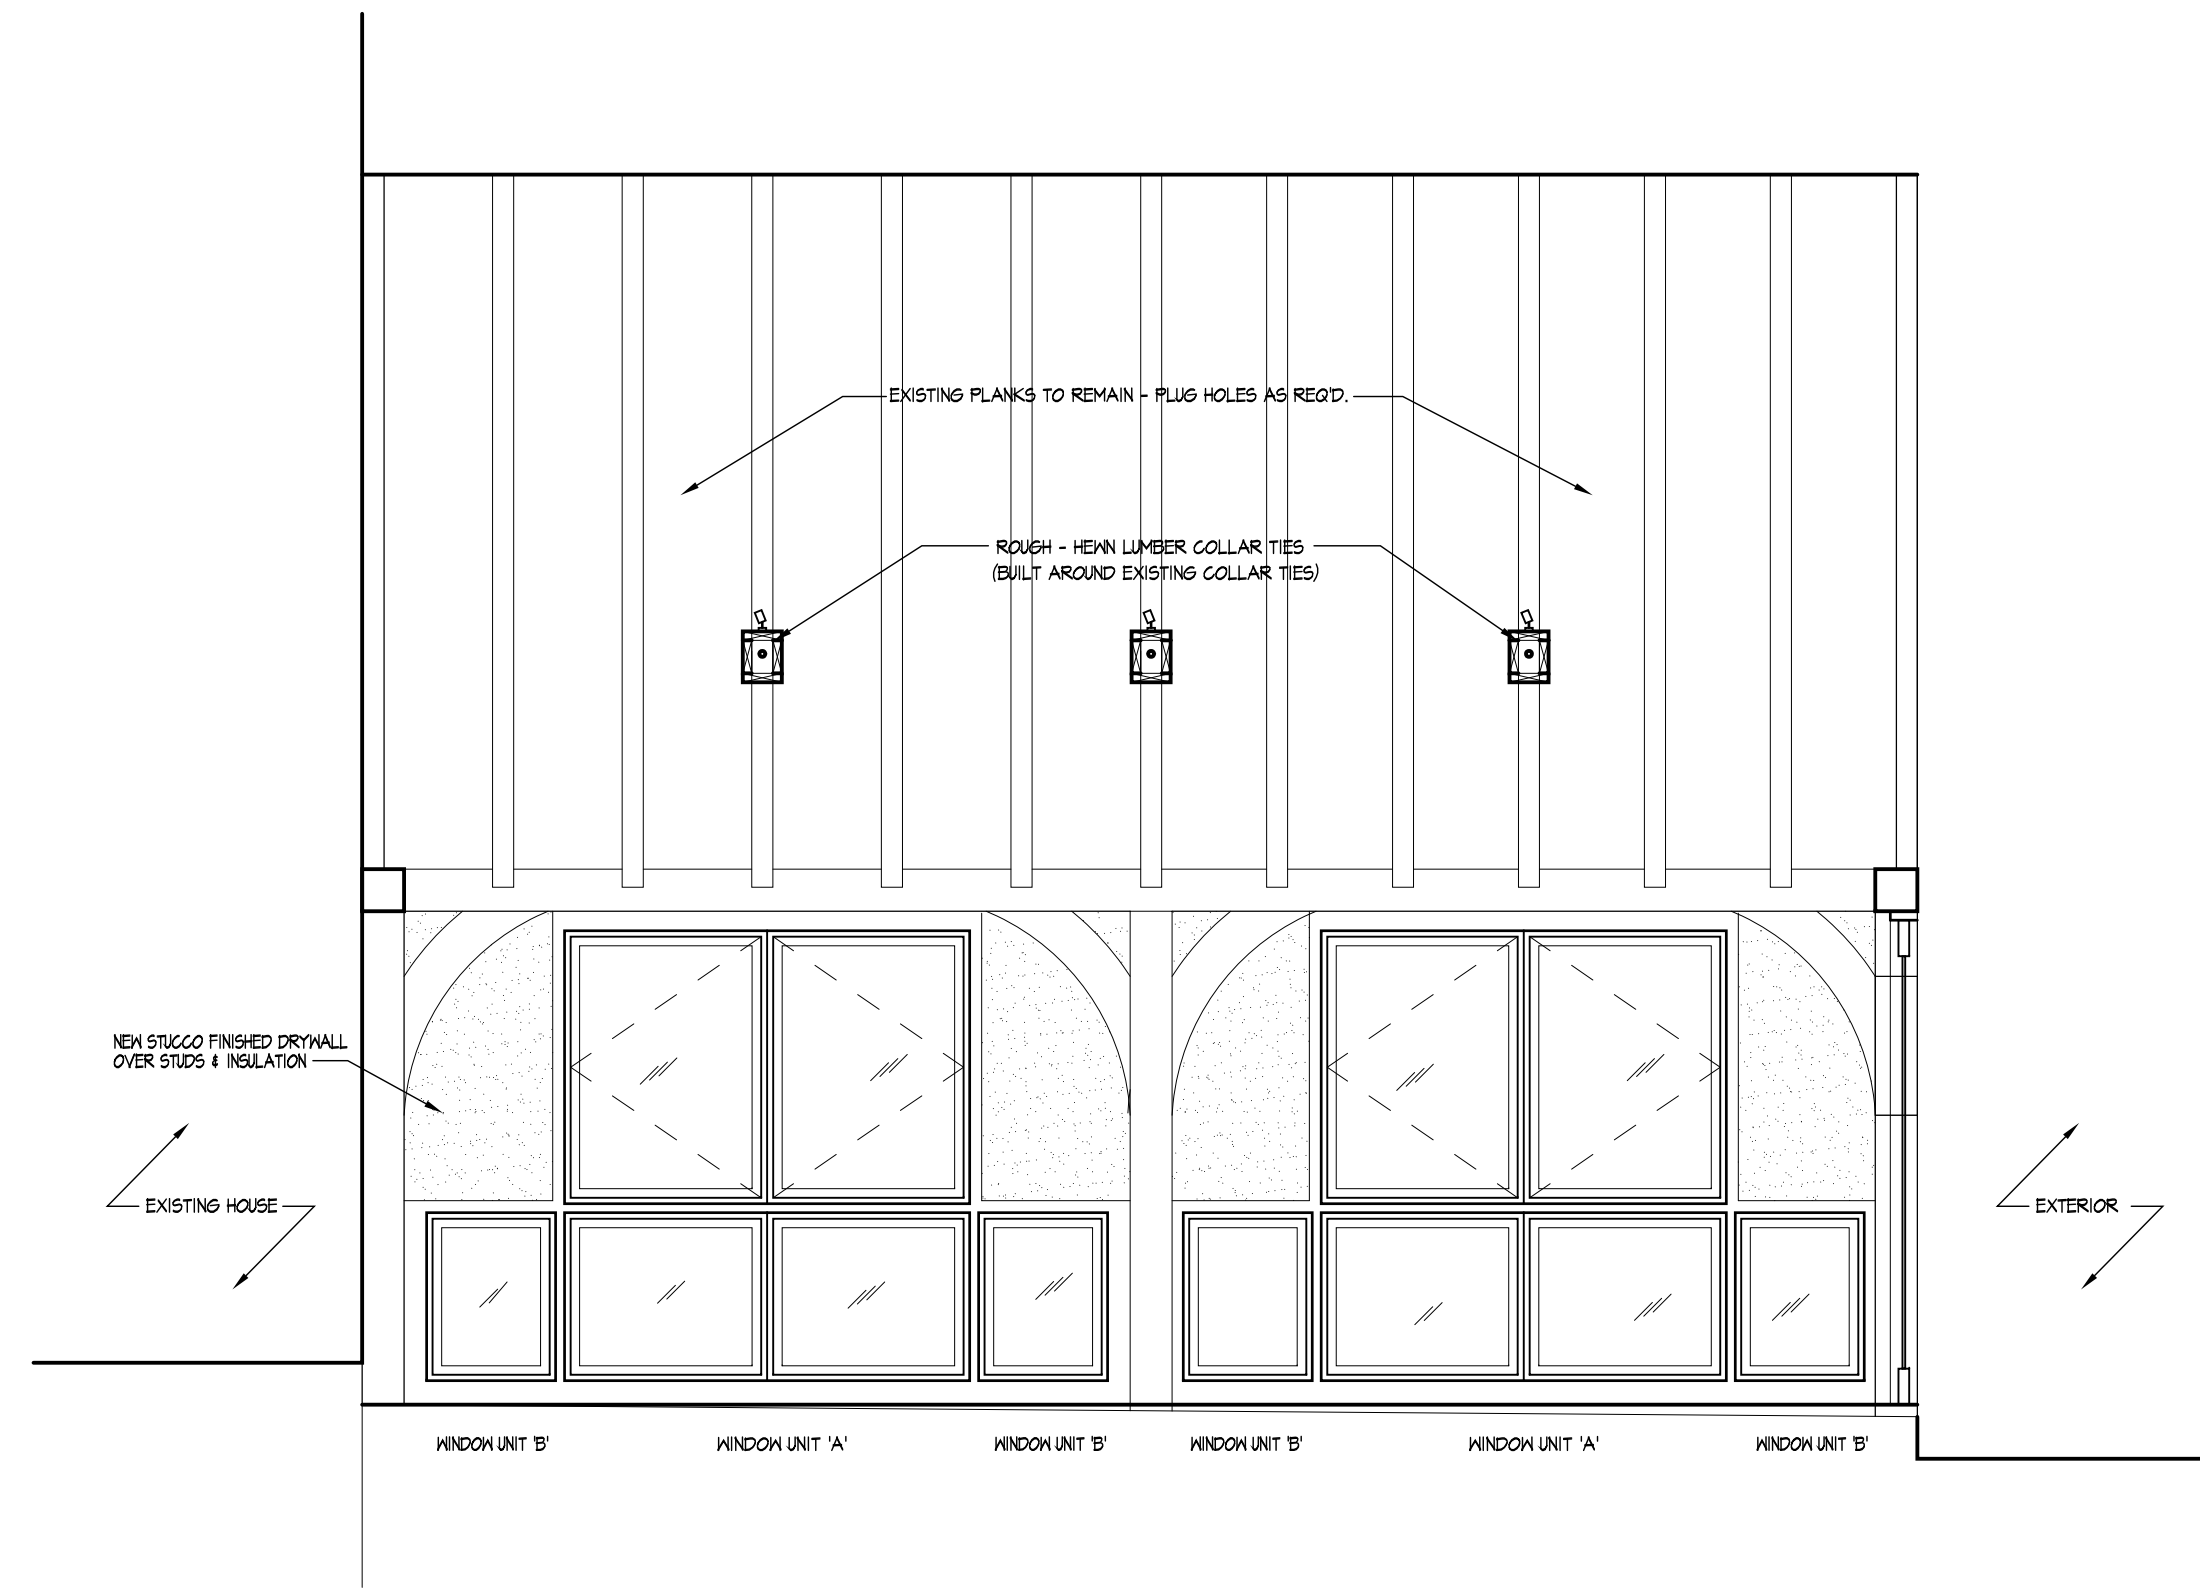 EXISTING PLANKS TO REMAIN - PLUG HOLES AS REQ'D.
ROUGH - HEWN LUMBER COLLAR TIES
(BUILT AROUND EXISTING COLLAR TIES)
NEW STUCCO FINISHED DRYWALL
OVER STUDS & INSULATION
EXISTING HOUSE
EXTERIOR
WINDOW UNIT 'B'
WINDOW UNIT 'A'
WINDOW UNIT 'B'
WINDOW UNIT 'B'
WINDOW UNIT 'A'
WINDOW UNIT 'B'